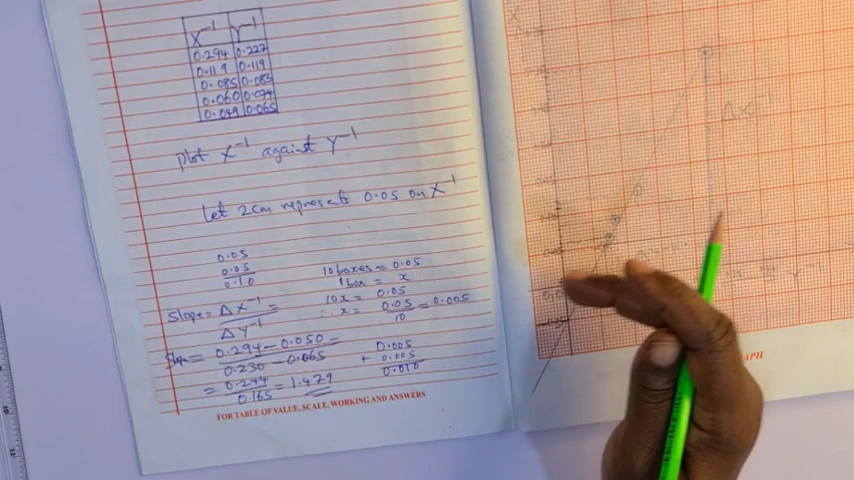 X⁻¹ Y⁻¹
0.294 0.227
0.119 0.119
0.085 0.083
0.060 0.074
0.049 0.065
plot X⁻¹ against Y⁻¹
Let 2cm represents 0.05 on X⁻¹
0.05
0.05
0.10
10 boxes = 0.05
1 box = x
10x = 0.05
∴ x = 0.05 = 0.005
10
Slope = ΔX⁻¹ =
ΔY⁻¹
Slope = 0.294 - 0.050 =
0.230 - 0.065
= 0.244 = 1.479
0.165
0.005
+ 0.005
0.010
FOR TABLE OF VALUE, SCALE, WORKING AND ANSWERS
ΔX
Y⁻¹